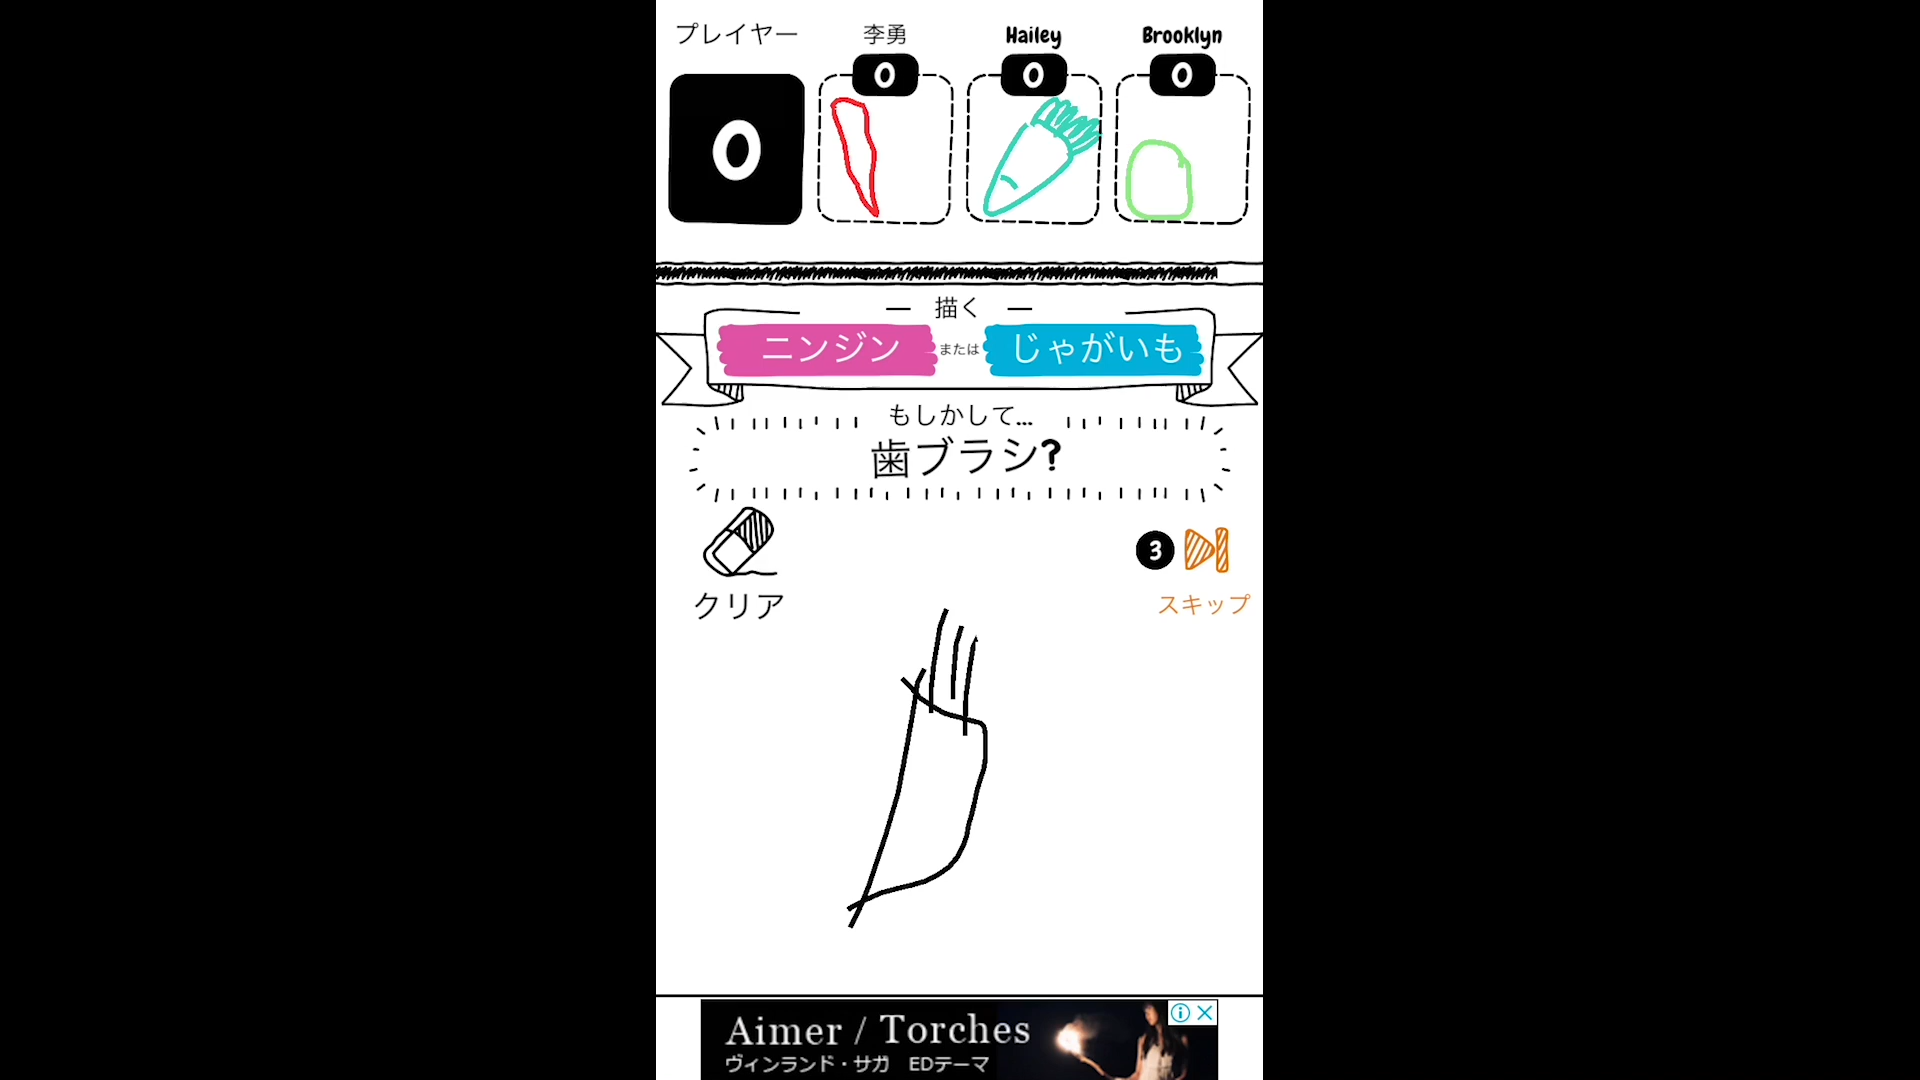 プレイヤー 李勇 Hailey Brooklyn
0 0 0 0
描く
ニンジン または じゃがいも
もしかして...
歯ブラシ?
3
クリア スキップ
Aimer / Torches
ヴィンランド・サガ EDテーマ